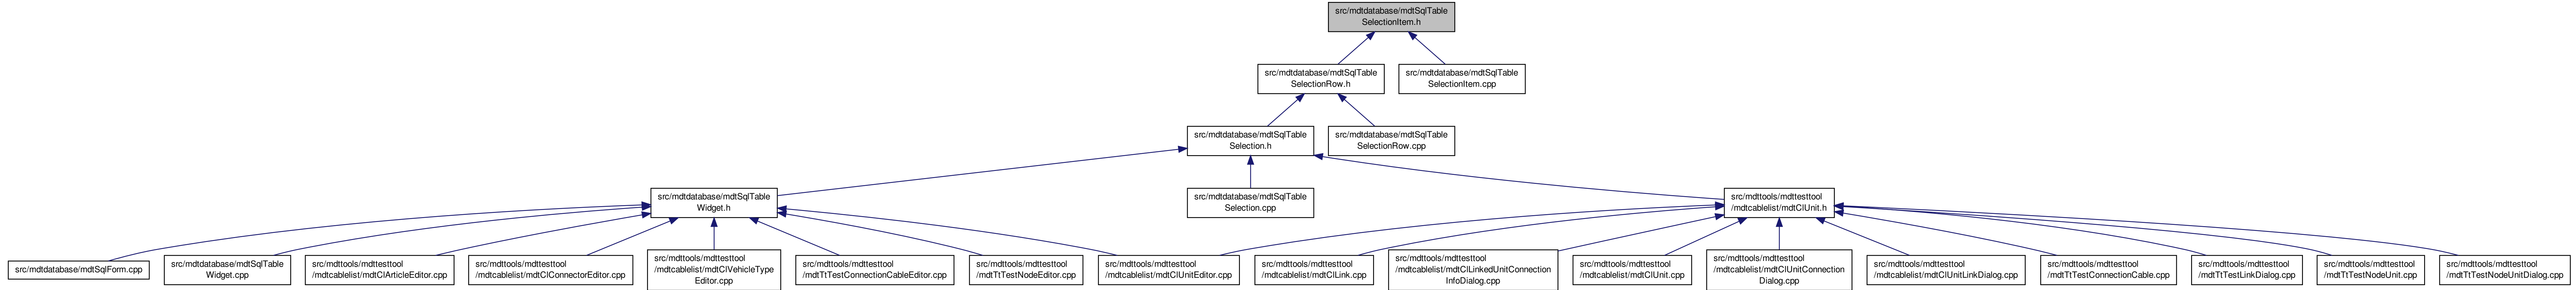 src/mdtdatabase/mdtSqlTable
SelectionItem.h
src/mdtdatabase/mdtSqlTable
SelectionRow.h
src/mdtdatabase/mdtSqlTable
SelectionItem.cpp
src/mdtdatabase/mdtSqlTable
Selection.h
src/mdtdatabase/mdtSqlTable
SelectionRow.cpp
src/mdtdatabase/mdtSqlTable
Widget.h
src/mdtdatabase/mdtSqlTable
Selection.cpp
src/mdttools/mdttesttool
/mdtcablelist/mdtClUnit.h
src/mdtdatabase/mdtSqlForm.cpp
src/mdtdatabase/mdtSqlTable
Widget.cpp
src/mdttools/mdttesttool
/mdtcablelist/mdtClArticleEditor.cpp
src/mdttools/mdttesttool
/mdtcablelist/mdtClConnectorEditor.cpp
src/mdttools/mdttesttool
/mdtcablelist/mdtClVehicleType
Editor.cpp
src/mdttools/mdttesttool
/mdtTtTestConnectionCableEditor.cpp
src/mdttools/mdttesttool
/mdtTtTestNodeEditor.cpp
src/mdttools/mdttesttool
/mdtcablelist/mdtClUnitEditor.cpp
src/mdttools/mdttesttool
/mdtcablelist/mdtClLink.cpp
src/mdttools/mdttesttool
/mdtcablelist/mdtClLinkedUnitConnection
InfoDialog.cpp
src/mdttools/mdttesttool
/mdtcablelist/mdtClUnit.cpp
src/mdttools/mdttesttool
/mdtcablelist/mdtClUnitConnection
Dialog.cpp
src/mdttools/mdttesttool
/mdtcablelist/mdtClUnitLinkDialog.cpp
src/mdttools/mdttesttool
/mdtTtTestConnectionCable.cpp
src/mdttools/mdttesttool
/mdtTtTestLinkDialog.cpp
src/mdttools/mdttesttool
/mdtTtTestNodeUnit.cpp
src/mdttools/mdttesttool
/mdtTtTestNodeUnitDialog.cpp